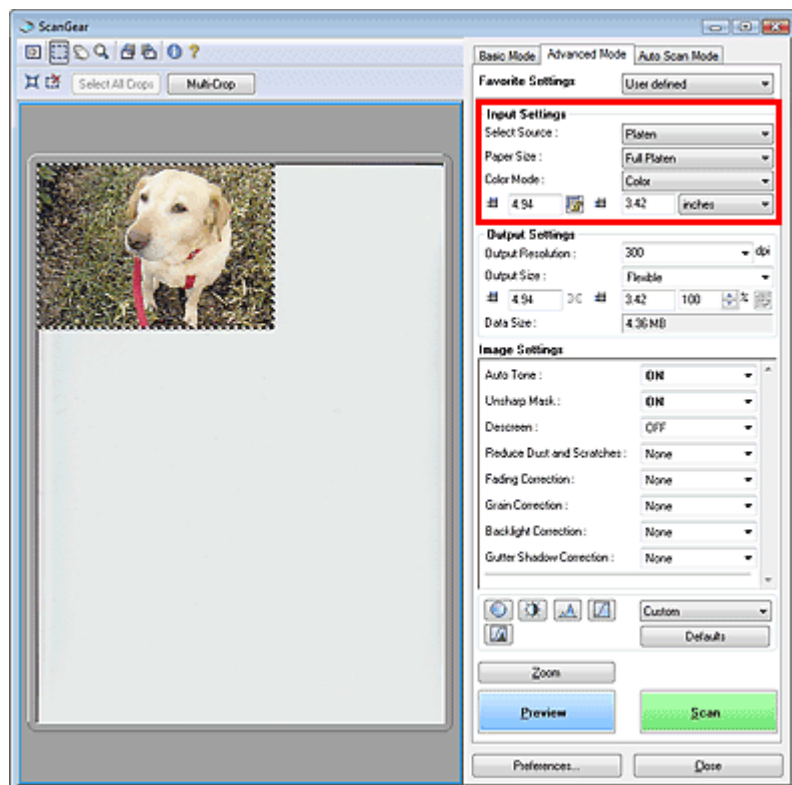 ScanGear
Select All Crops Multi-Crop
Basic Mode Advanced Mode Auto Scan Mode
Favorite Settings User defined
Input Settings
Select Source : Platen
Paper Size : Full Platen
Color Mode : Color
4.94 3.42 inches
Output Settings
Output Resolution : 300 dpi
Output Size : Flexible
4.94 3.42 100 %
Data Size : 4.36 MB
Image Settings
Auto Tone : ON
Unsharp Mask : ON
Descreen : OFF
Reduce Dust and Scratches : None
Fading Correction : None
Grain Correction : None
Backlight Correction : None
Gutter Shadow Correction : None
Custom
Defaults
Zoom
Preview Scan
Preferences... Close